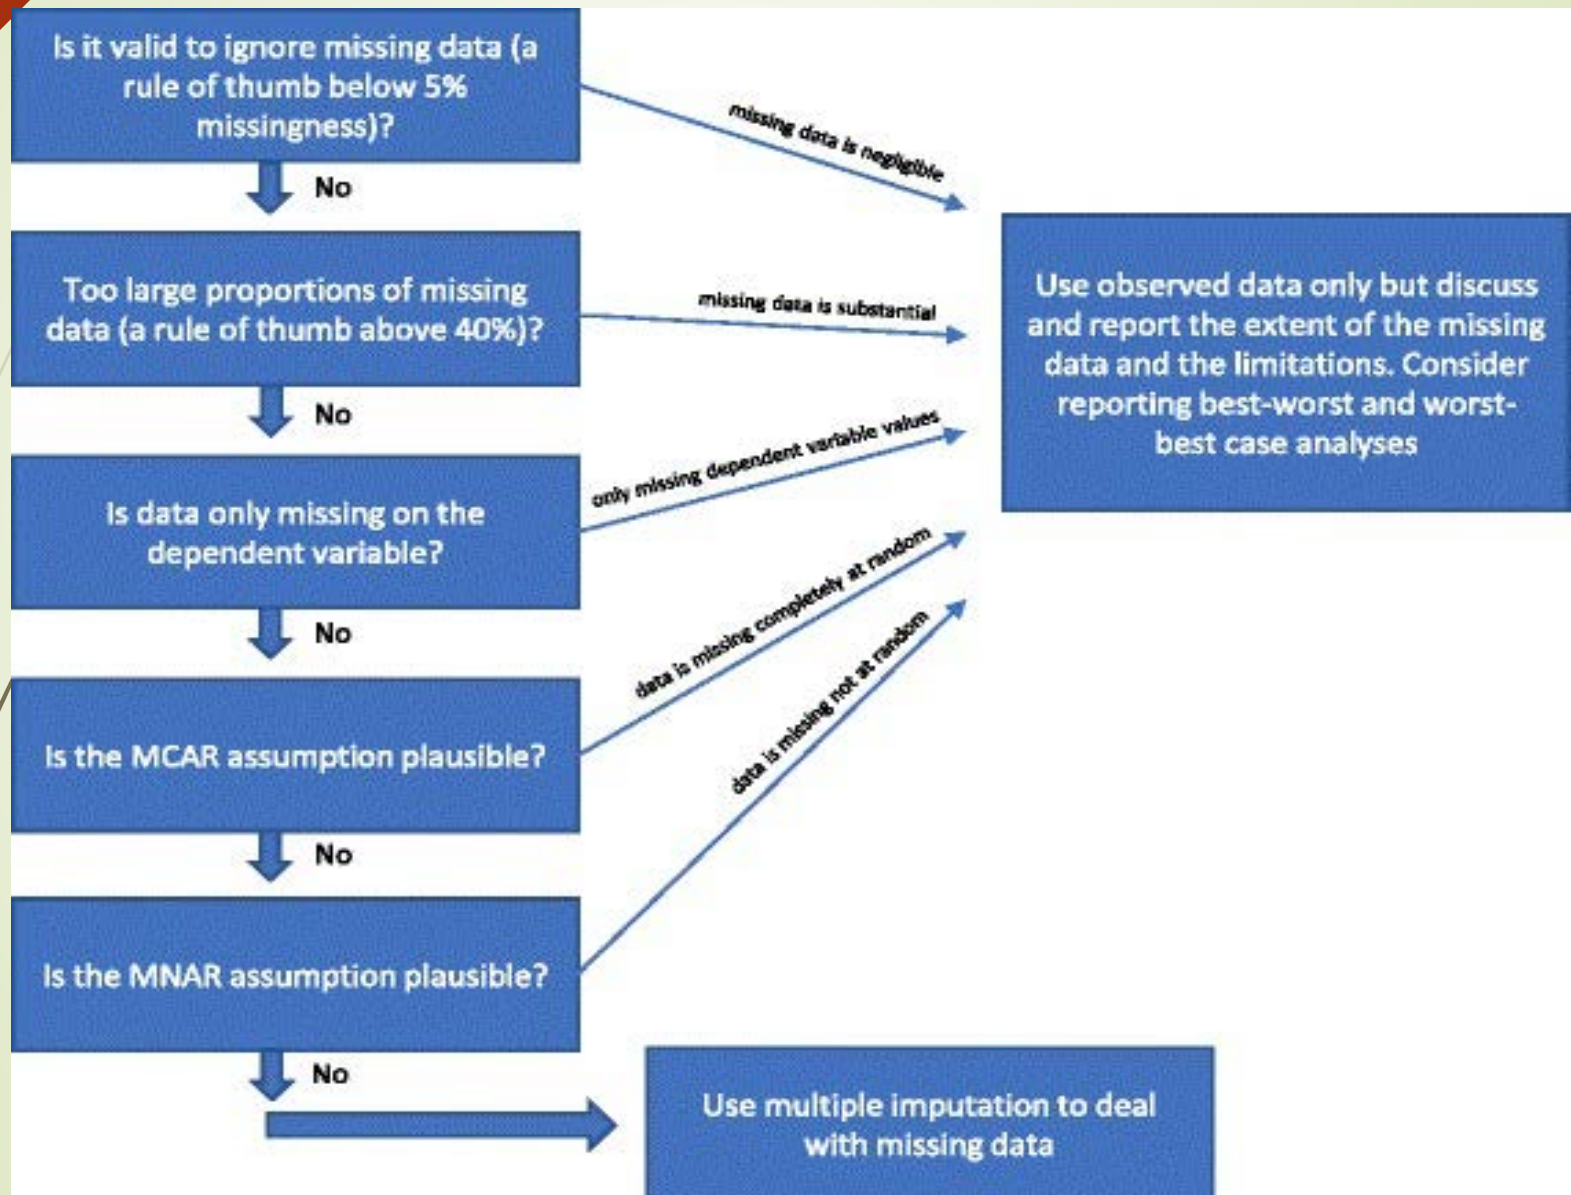 Is it valid to ignore missing data (a
rule of thumb below 5%
missingness)?
missing data is negligible
No
Too large proportions of missing
data (a rule of thumb above 40%)?
missing data is substantial
Use observed data only but discuss
and report the extent of the missing
data and the limitations. Consider
reporting best-worst and worst-
best case analyses
No
only missing dependent variable values
Is data only missing on the
dependent variable?
No
data is missing completely at random
Is the MCAR assumption plausible?
data is missing not at random
No
Is the MNAR assumption plausible?
No
Use multiple imputation to deal
with missing data